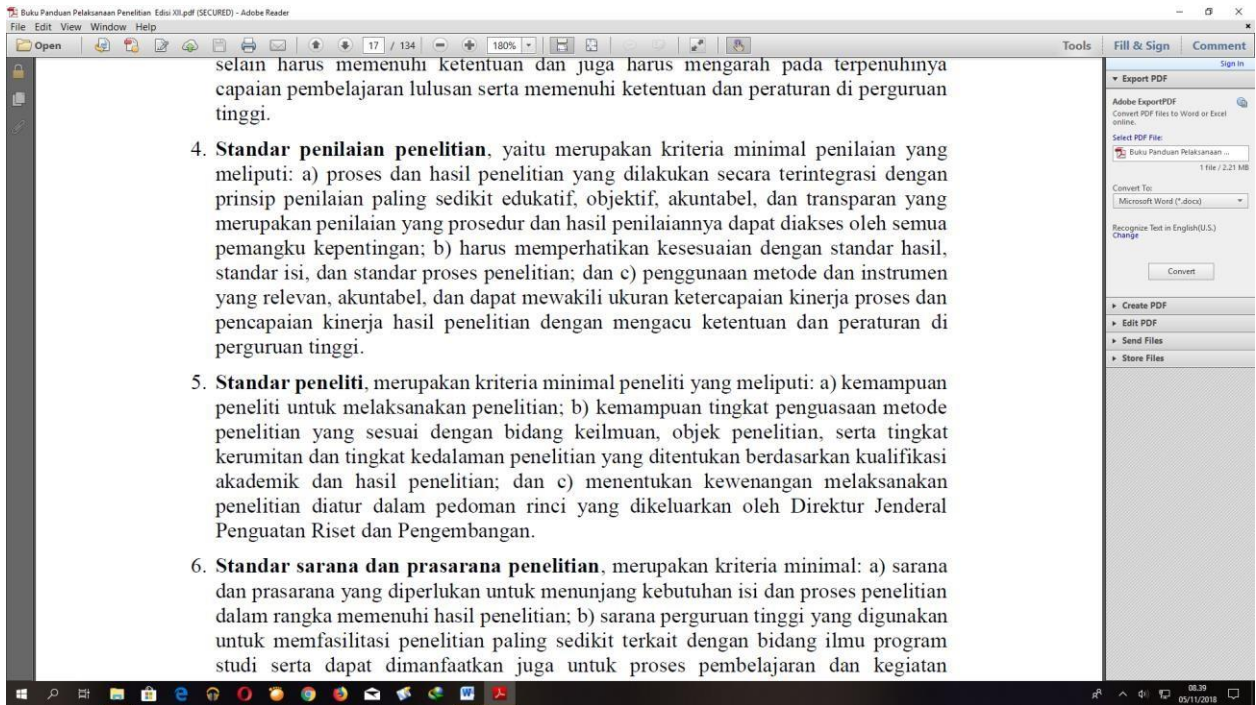 Buku Panduan Pelaksanaan Penelitian Edisi XII.pdf (SECURED) - Adobe Reader
File Edit View Window Help
Open 17 / 134 180% Tools Fill & Sign Comment
Sign In
selain harus memenuhi ketentuan dan juga harus mengarah pada terpenuhinya
capaian pembelajaran lulusan serta memenuhi ketentuan dan peraturan di perguruan
tinggi.
4. Standar penilaian penelitian, yaitu merupakan kriteria minimal penilaian yang
meliputi: a) proses dan hasil penelitian yang dilakukan secara terintegrasi dengan
prinsip penilaian paling sedikit edukatif, objektif, akuntabel, dan transparan yang
merupakan penilaian yang prosedur dan hasil penilaiannya dapat diakses oleh semua
pemangku kepentingan; b) harus memperhatikan kesesuaian dengan standar hasil,
standar isi, dan standar proses penelitian; dan c) penggunaan metode dan instrumen
yang relevan, akuntabel, dan dapat mewakili ukuran ketercapaian kinerja proses dan
pencapaian kinerja hasil penelitian dengan mengacu ketentuan dan peraturan di
perguruan tinggi.
5. Standar peneliti, merupakan kriteria minimal peneliti yang meliputi: a) kemampuan
peneliti untuk melaksanakan penelitian; b) kemampuan tingkat penguasaan metode
penelitian yang sesuai dengan bidang keilmuan, objek penelitian, serta tingkat
kerumitan dan tingkat kedalaman penelitian yang ditentukan berdasarkan kualifikasi
akademik dan hasil penelitian; dan c) menentukan kewenangan melaksanakan
penelitian diatur dalam pedoman rinci yang dikeluarkan oleh Direktur Jenderal
Penguatan Riset dan Pengembangan.
6. Standar sarana dan prasarana penelitian, merupakan kriteria minimal: a) sarana
dan prasarana yang diperlukan untuk menunjang kebutuhan isi dan proses penelitian
dalam rangka memenuhi hasil penelitian; b) sarana perguruan tinggi yang digunakan
untuk memfasilitasi penelitian paling sedikit terkait dengan bidang ilmu program
studi serta dapat dimanfaatkan juga untuk proses pembelajaran dan kegiatan
Export PDF
Adobe ExportPDF
Convert PDF files to Word or Excel
online.
Select PDF File:
Buku Panduan Pelaksanaan ...
1 file / 2.21 MB
Convert To:
Microsoft Word (*.docx)
Recognize Text in English(U.S.)
Change
Convert
Create PDF
Edit PDF
Send Files
Store Files
08.39
05/11/2018